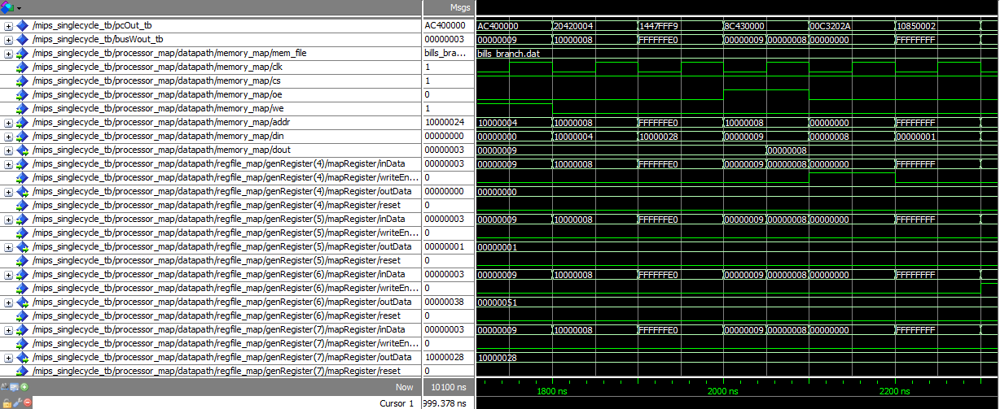 Msgs
/mips_singlecycle_tb/pcOut_tb AC400000 AC400000 20420004 1447FFF9 8C430000 00C3202A 10850002
/mips_singlecycle_tb/busWout_tb 00000003 00000009 10000008 FFFFFFE0 00000009 00000008 00000000 FFFFFFFF
/mips_singlecycle_tb/processor_map/datapath/memory_map/mem_file bills_bra... bills_branch.dat
/mips_singlecycle_tb/processor_map/datapath/memory_map/clk 1
/mips_singlecycle_tb/processor_map/datapath/memory_map/cs 1
/mips_singlecycle_tb/processor_map/datapath/memory_map/oe 0
/mips_singlecycle_tb/processor_map/datapath/memory_map/we 1
/mips_singlecycle_tb/processor_map/datapath/memory_map/addr 10000024 10000004 10000008 FFFFFFE0 10000008 00000000 FFFFFFFF
/mips_singlecycle_tb/processor_map/datapath/memory_map/din 00000000 00000000 10000004 10000028 00000009 00000008 00000001
/mips_singlecycle_tb/processor_map/datapath/memory_map/dout 00000003 00000009 00000008
/mips_singlecycle_tb/processor_map/datapath/regfile_map/genRegister(4)/mapRegister/inData 00000003 00000009 10000008 FFFFFFE0 00000009 00000008 00000000 FFFFFFFF
/mips_singlecycle_tb/processor_map/datapath/regfile_map/genRegister(4)/mapRegister/writeEn... 0
/mips_singlecycle_tb/processor_map/datapath/regfile_map/genRegister(4)/mapRegister/outData 00000000 00000000
/mips_singlecycle_tb/processor_map/datapath/regfile_map/genRegister(4)/mapRegister/reset 0
/mips_singlecycle_tb/processor_map/datapath/regfile_map/genRegister(5)/mapRegister/inData 00000003 00000009 10000008 FFFFFFE0 00000009 00000008 00000000 FFFFFFFF
/mips_singlecycle_tb/processor_map/datapath/regfile_map/genRegister(5)/mapRegister/writeEn... 0
/mips_singlecycle_tb/processor_map/datapath/regfile_map/genRegister(5)/mapRegister/outData 00000001 00000001
/mips_singlecycle_tb/processor_map/datapath/regfile_map/genRegister(5)/mapRegister/reset 0
/mips_singlecycle_tb/processor_map/datapath/regfile_map/genRegister(6)/mapRegister/inData 00000003 00000009 10000008 FFFFFFE0 00000009 00000008 00000000 FFFFFFFF
/mips_singlecycle_tb/processor_map/datapath/regfile_map/genRegister(6)/mapRegister/writeEn... 0
/mips_singlecycle_tb/processor_map/datapath/regfile_map/genRegister(6)/mapRegister/outData 00000038 00000051
/mips_singlecycle_tb/processor_map/datapath/regfile_map/genRegister(6)/mapRegister/reset 0
/mips_singlecycle_tb/processor_map/datapath/regfile_map/genRegister(7)/mapRegister/inData 00000003 00000009 10000008 FFFFFFE0 00000009 00000008 00000000 FFFFFFFF
/mips_singlecycle_tb/processor_map/datapath/regfile_map/genRegister(7)/mapRegister/writeEn... 0
/mips_singlecycle_tb/processor_map/datapath/regfile_map/genRegister(7)/mapRegister/outData 10000028 10000028
/mips_singlecycle_tb/processor_map/datapath/regfile_map/genRegister(7)/mapRegister/reset 0
Now 10100 ns 1800 ns 2000 ns 2200 ns
Cursor 1 999.378 ns